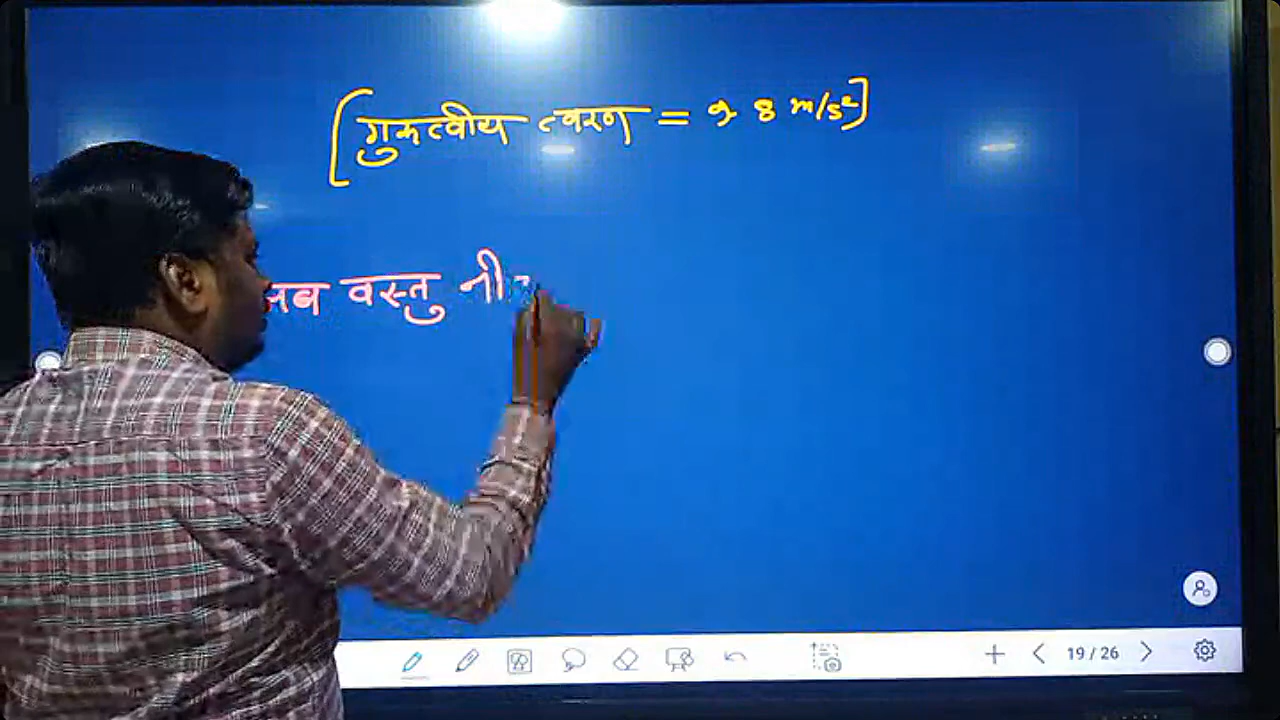 [गुरुत्वीय त्वरण = 9 8 m/s²]
जब वस्तु नी
19 / 26